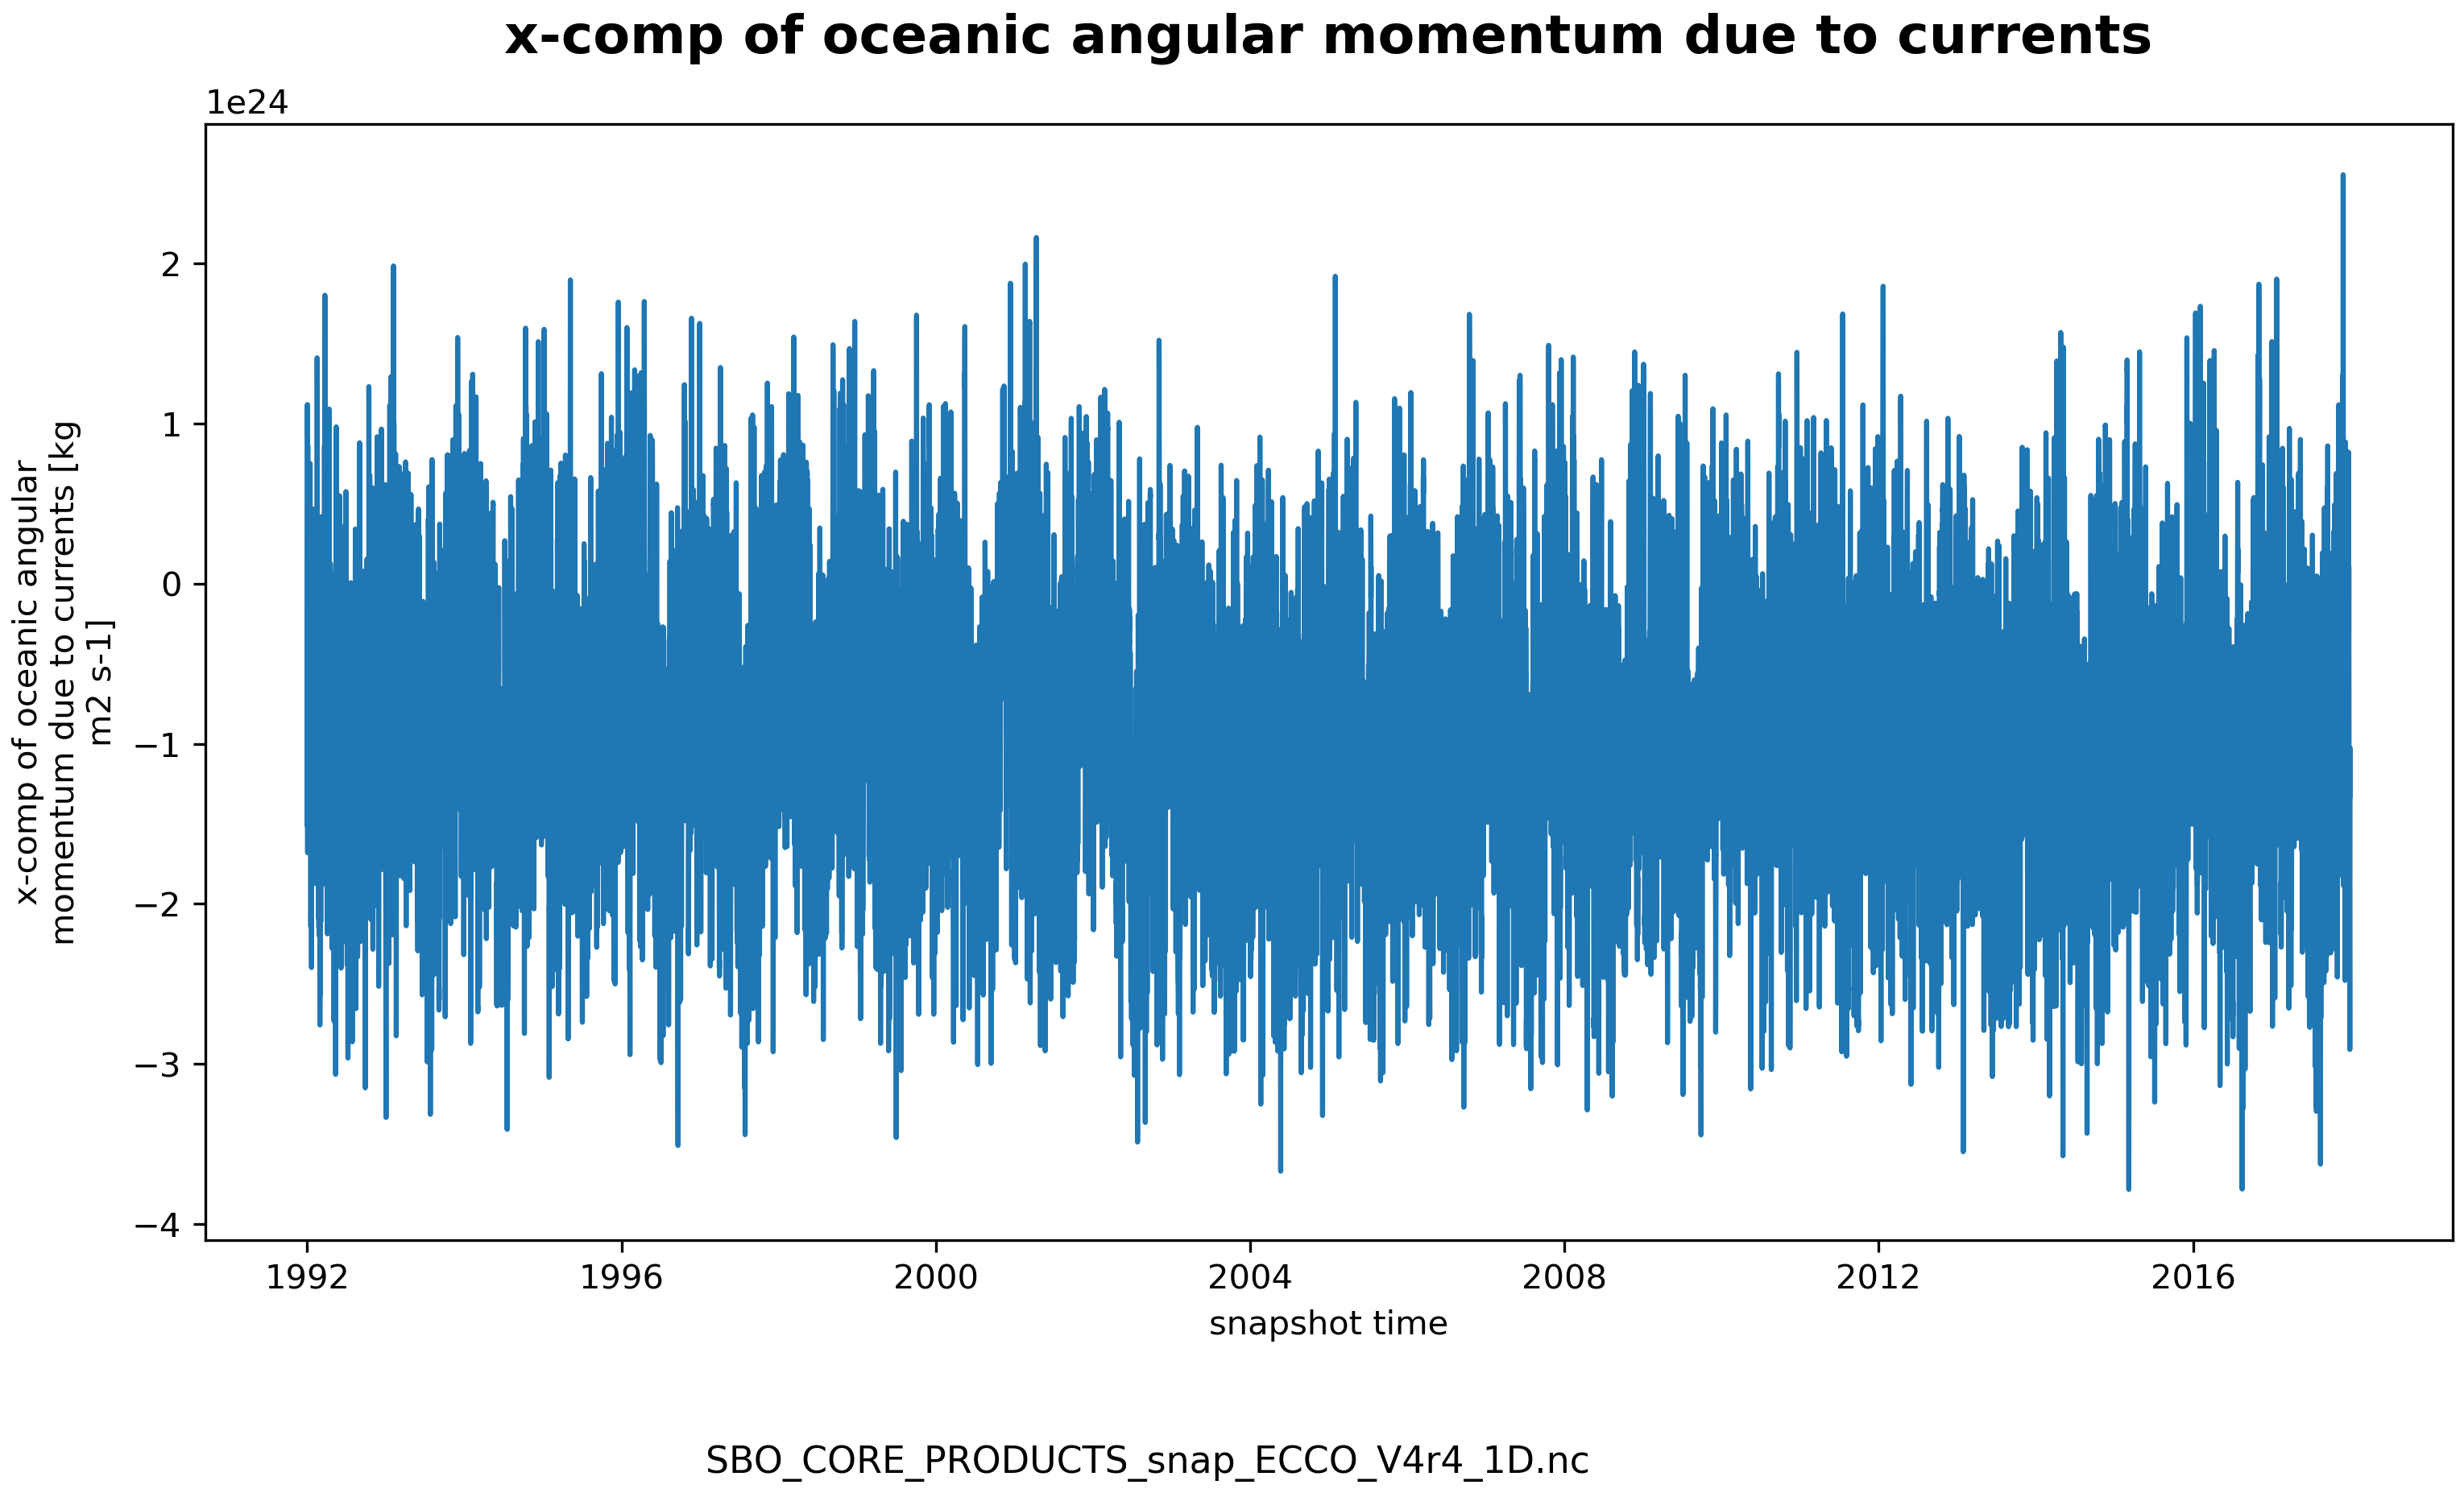 x-comp of oceanic angular momentum due to currents
1e24
2
1
0
−1
−2
−3
−4
x-comp of oceanic angular
momentum due to currents [kg
m2 s-1]
1992 1996 2000 2004 2008 2012 2016
snapshot time
SBO_CORE_PRODUCTS_snap_ECCO_V4r4_1D.nc